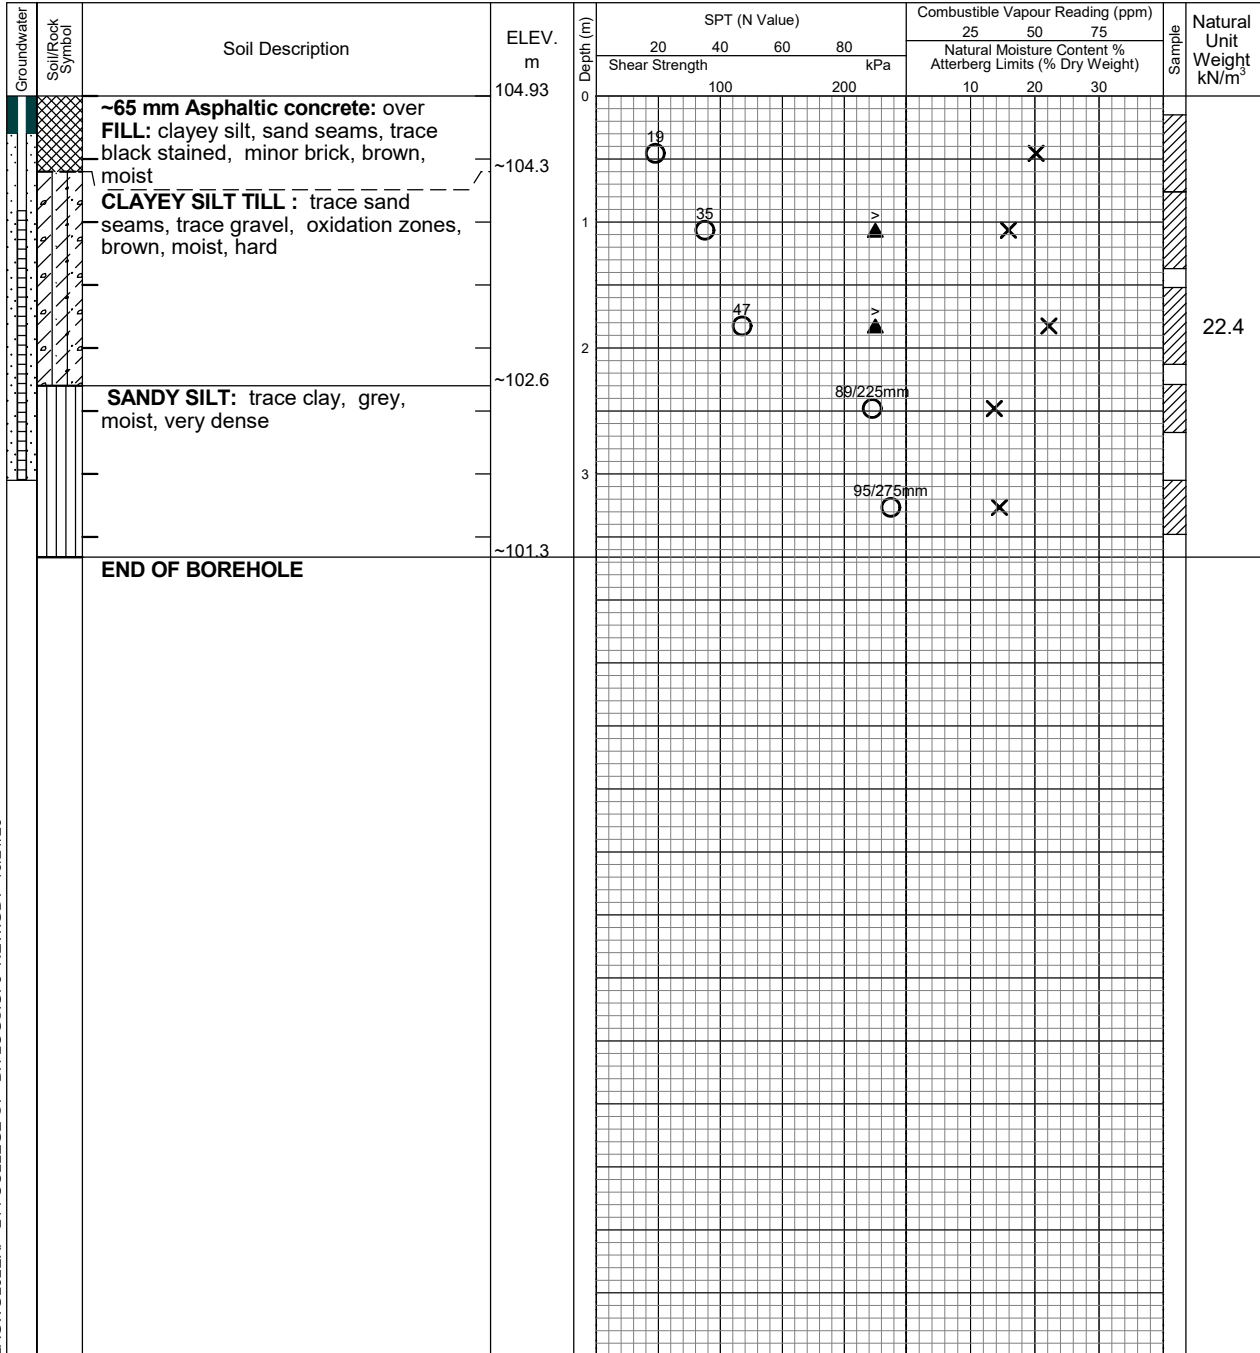 Groundwater
Soil/Rock
Symbol
Soil Description
ELEV.
m
104.93
Depth (m)
SPT (N Value)
20 40 60 80
Shear Strength kPa
100 200
Combustible Vapour Reading (ppm)
25 50 75
Natural Moisture Content %
Atterberg Limits (% Dry Weight)
10 20 30
Sample
Natural
Unit
Weight
kN/m³
0
~65 mm Asphaltic concrete: over
FILL: clayey silt, sand seams, trace
black stained, minor brick, brown,
moist
~104.3
19
CLAYEY SILT TILL : trace sand
seams, trace gravel, oxidation zones,
brown, moist, hard
1
35
>
47
>
22.4
2
~102.6
SANDY SILT: trace clay, grey,
moist, very dense
89/225mm
3
95/275mm
~101.3
END OF BOREHOLE